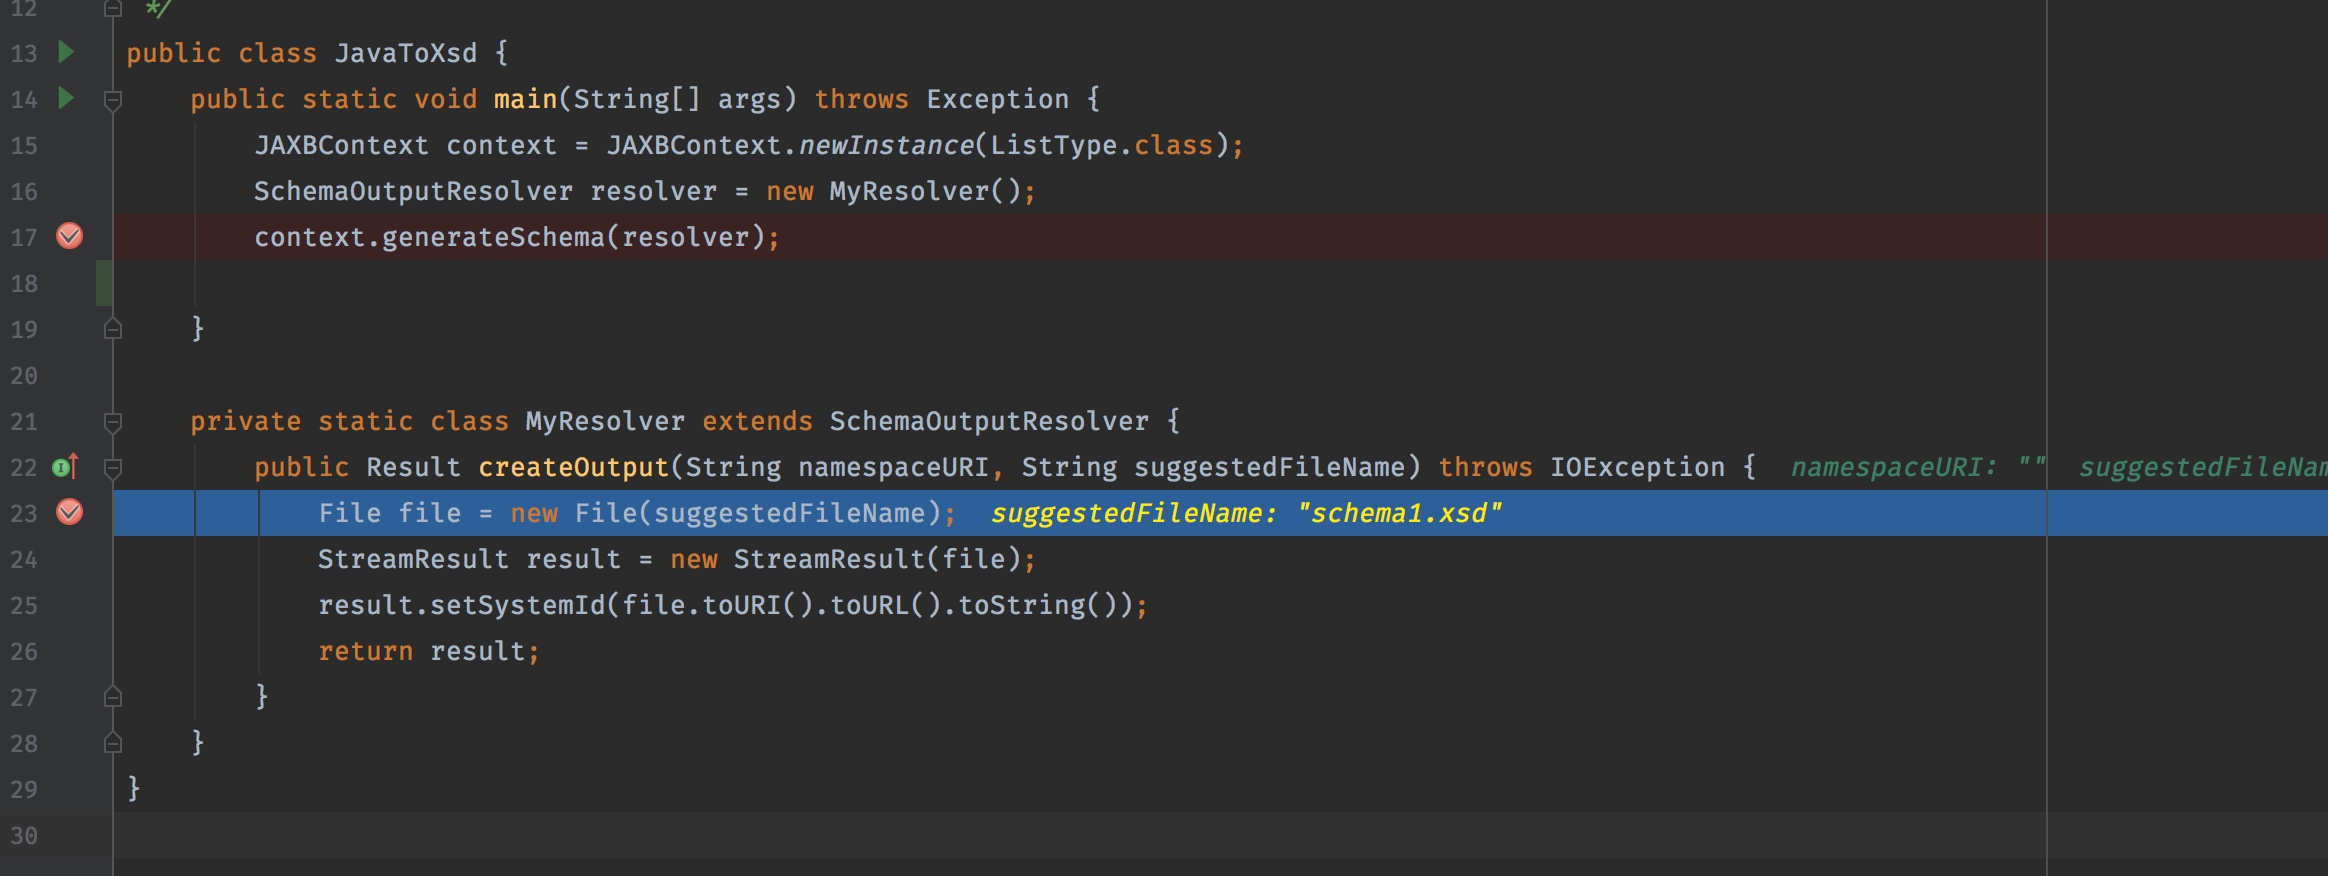 12 */
13 public class JavaToXsd {
14 public static void main(String[] args) throws Exception {
15 JAXBContext context = JAXBContext.newInstance(ListType.class);
16 SchemaOutputResolver resolver = new MyResolver();
17 context.generateSchema(resolver);
18
19 }
20
21 private static class MyResolver extends SchemaOutputResolver {
22 public Result createOutput(String namespaceURI, String suggestedFileName) throws IOException { namespaceURI: "" suggestedFileNam
23 File file = new File(suggestedFileName); suggestedFileName: "schema1.xsd"
24 StreamResult result = new StreamResult(file);
25 result.setSystemId(file.toURI().toURL().toString());
26 return result;
27 }
28 }
29 }
30